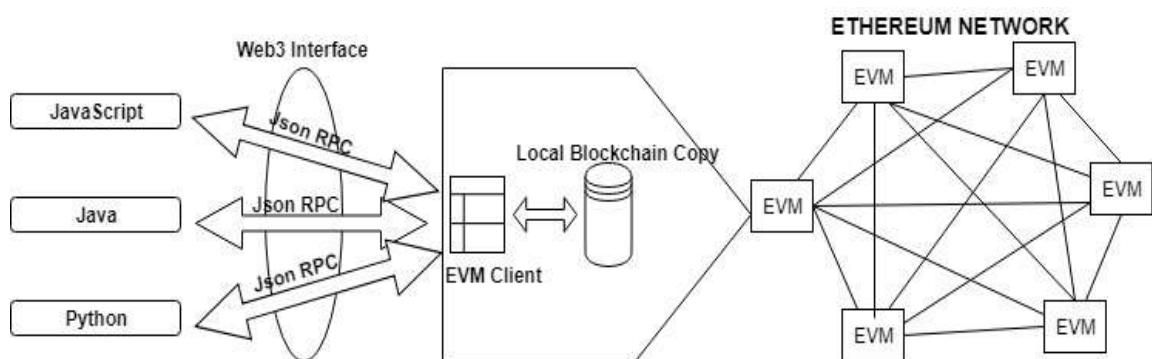 ETHEREUM NETWORK
Web3 Interface
JavaScript
Json RPC
Java
Json RPC
Python
Json RPC
Local Blockchain Copy
EVM Client
EVM
EVM
EVM
EVM
EVM
EVM